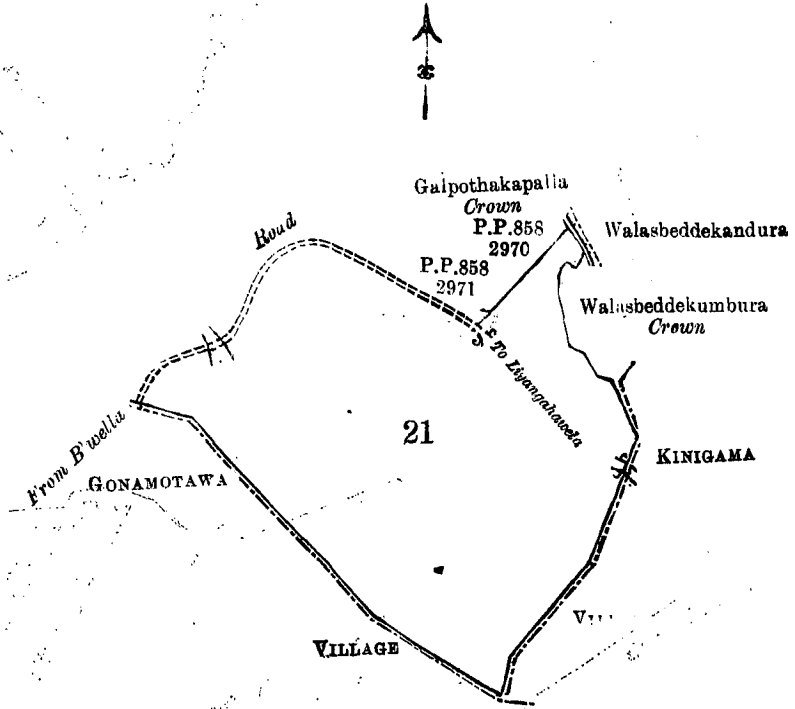 Galpothakapalla
Crown
P.P.858
2970
Walasbeddekandura
Road
P.P.858
2971
Walasbeddekumbura
Crown
To Liyangahawela
21
From B'wella
KINIGAMA
GONAMOTAWA
VILLAGE